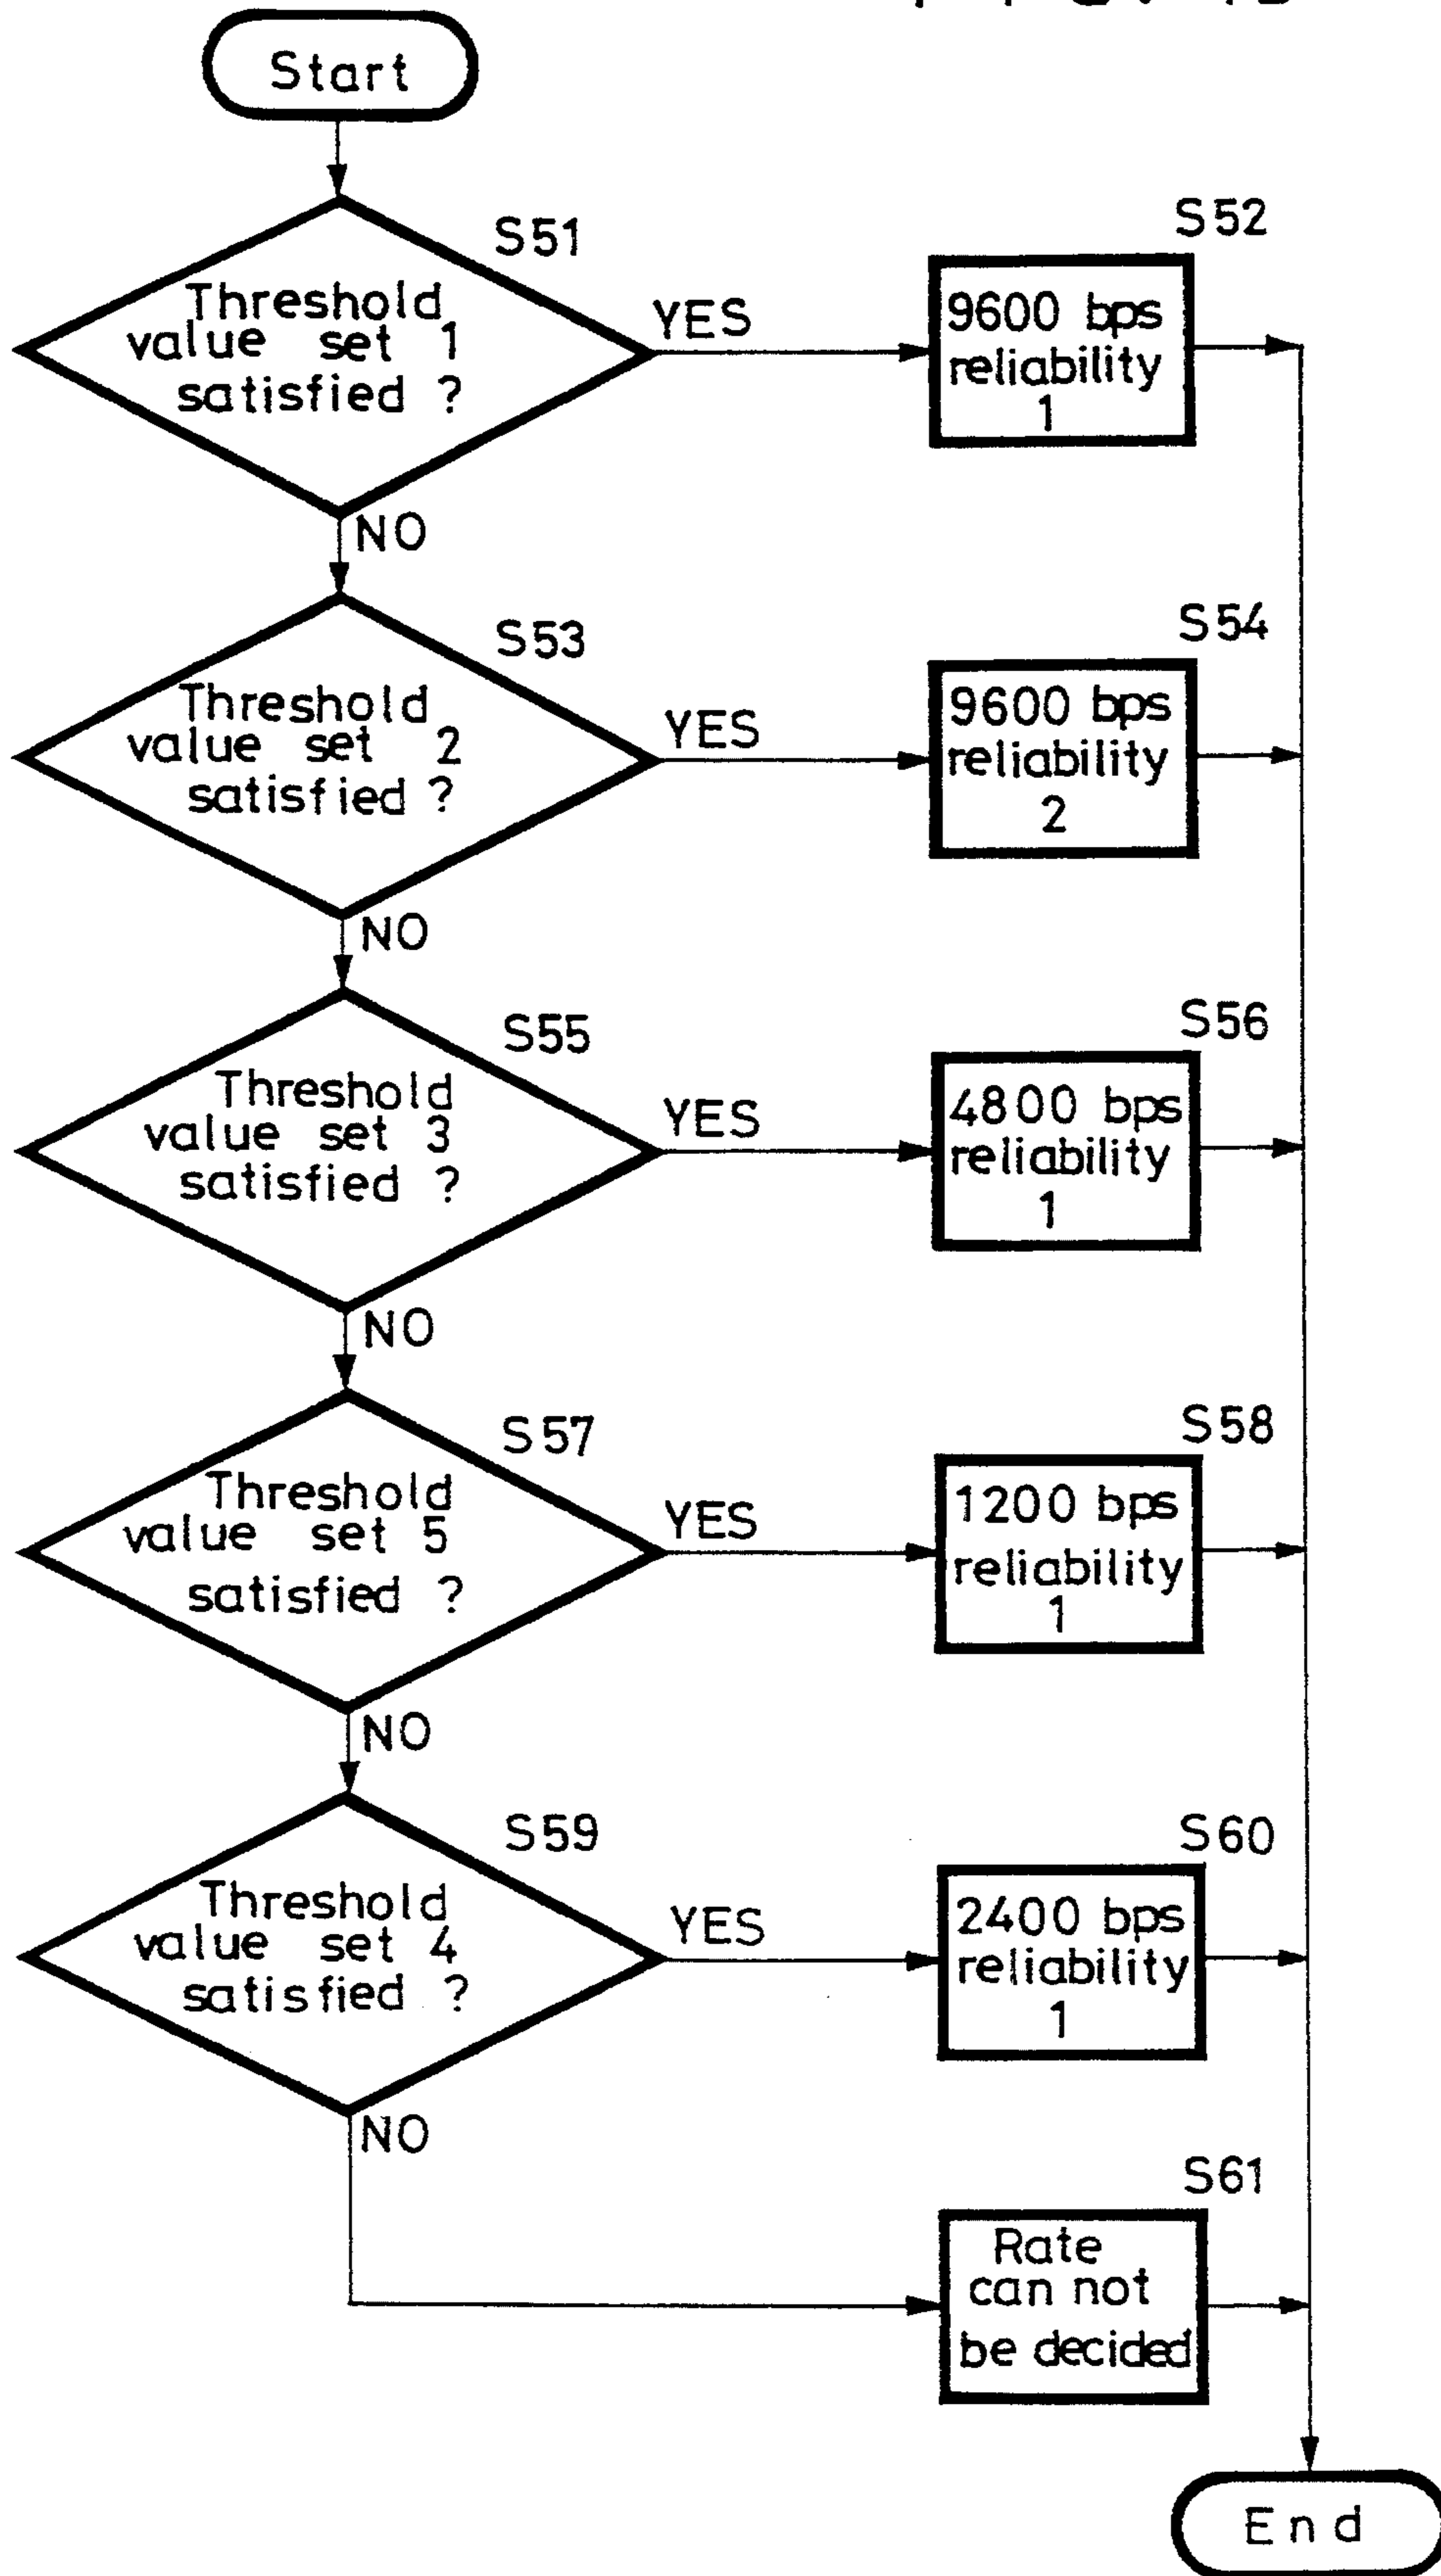 Start
S51
Threshold
value set 1
satisfied ?
YES
S52
9600 bps
reliability
1
NO
S53
Threshold
value set 2
satisfied ?
YES
S54
9600 bps
reliability
2
NO
S55
Threshold
value set 3
satisfied ?
YES
S56
4800 bps
reliability
1
NO
S57
Threshold
value set 5
satisfied ?
YES
S58
1200 bps
reliability
1
NO
S59
Threshold
value set 4
satisfied ?
YES
S60
2400 bps
reliability
1
NO
S61
Rate
can not
be decided
End